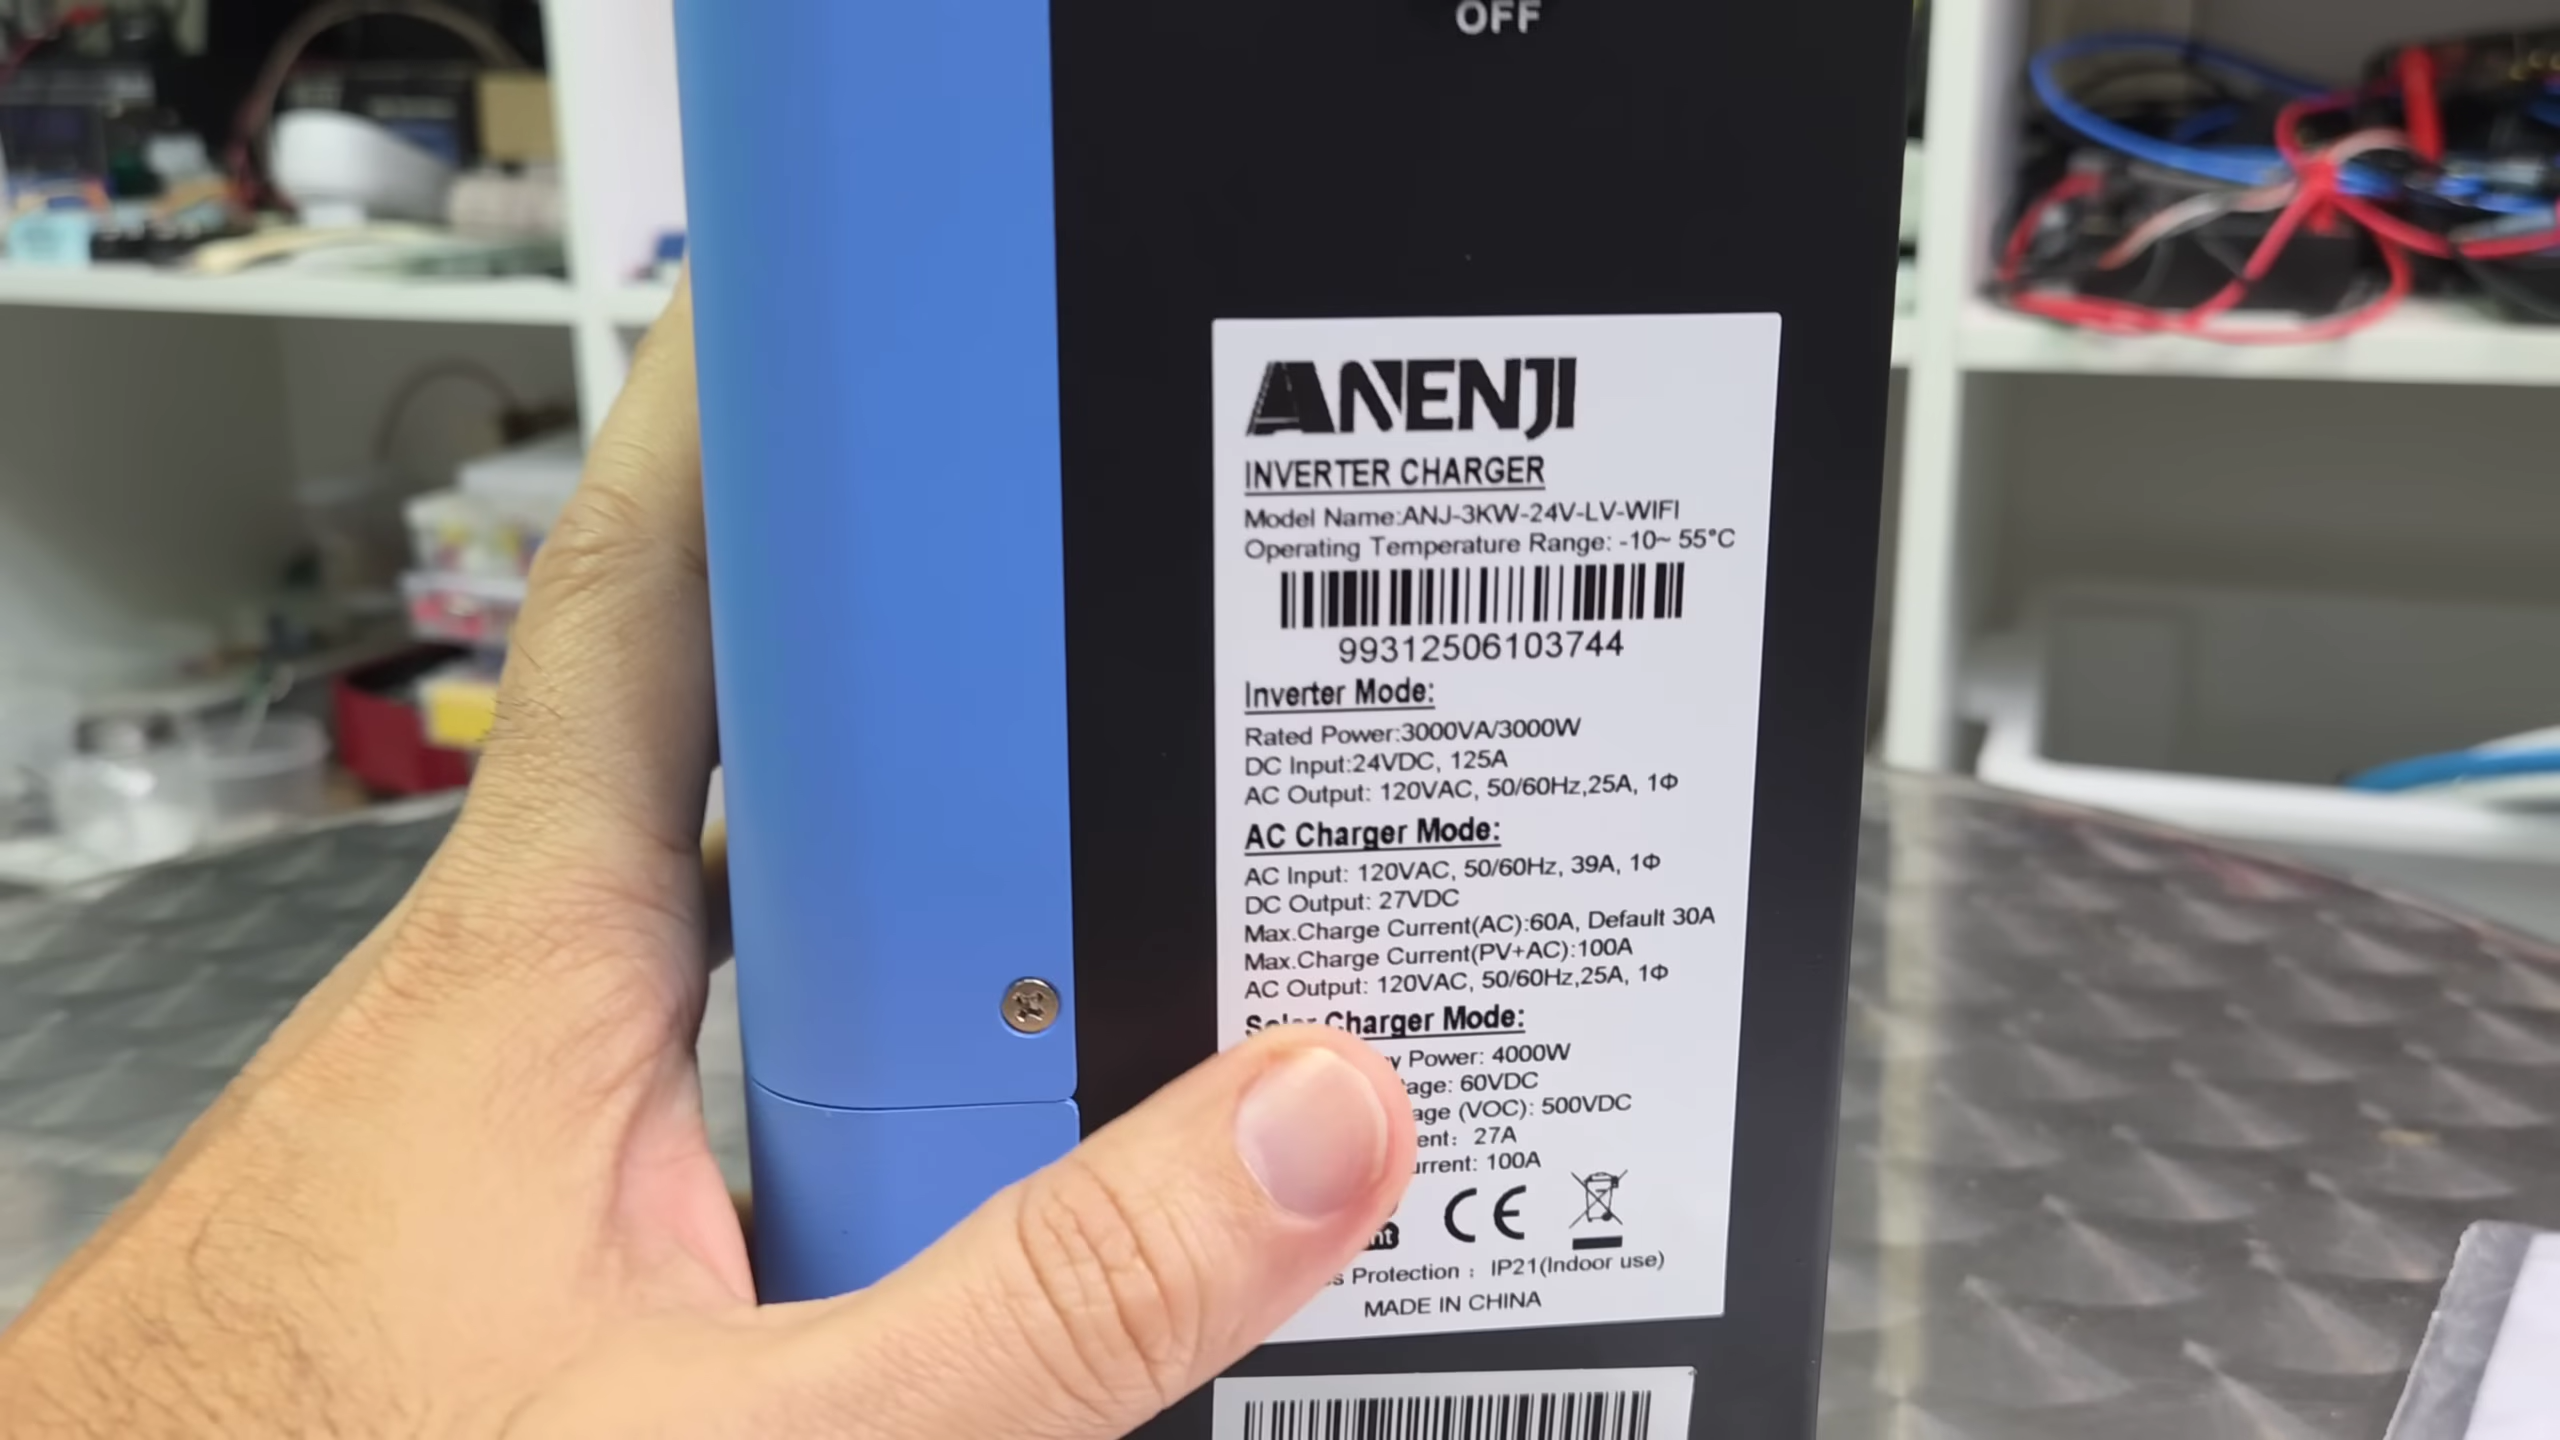 OFF
ANENJI
INVERTER CHARGER
Model Name:ANJ-3KW-24V-LV-WIFI
Operating Temperature Range: -10~ 55°C
99312506103744
Inverter Mode:
Rated Power:3000VA/3000W
DC Input:24VDC, 125A
AC Output: 120VAC, 50/60Hz,25A, 1Φ
AC Charger Mode:
AC Input: 120VAC, 50/60Hz, 39A, 1Φ
DC Output: 27VDC
Max.Charge Current(AC):60A, Default 30A
Max.Charge Current(PV+AC):100A
AC Output: 120VAC, 50/60Hz,25A, 1Φ
Charger Mode:
Power: 4000W
60VDC
(VOC): 500VDC
27A
100A
CE
Protection : IP21(Indoor use)
MADE IN CHINA